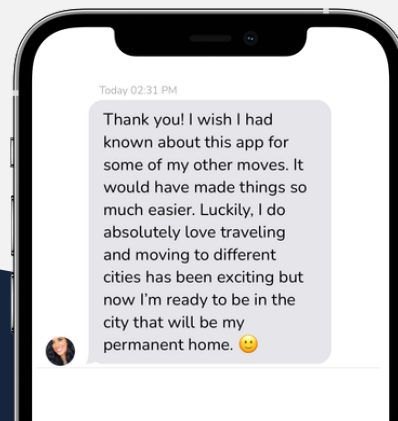 Today 02:31 PM
Thank you! I wish I had
known about this app for
some of my other moves. It
would have made things so
much easier. Luckily, I do
absolutely love traveling
and moving to different
cities has been exciting but
now I'm ready to be in the
city that will be my
permanent home. 🙂